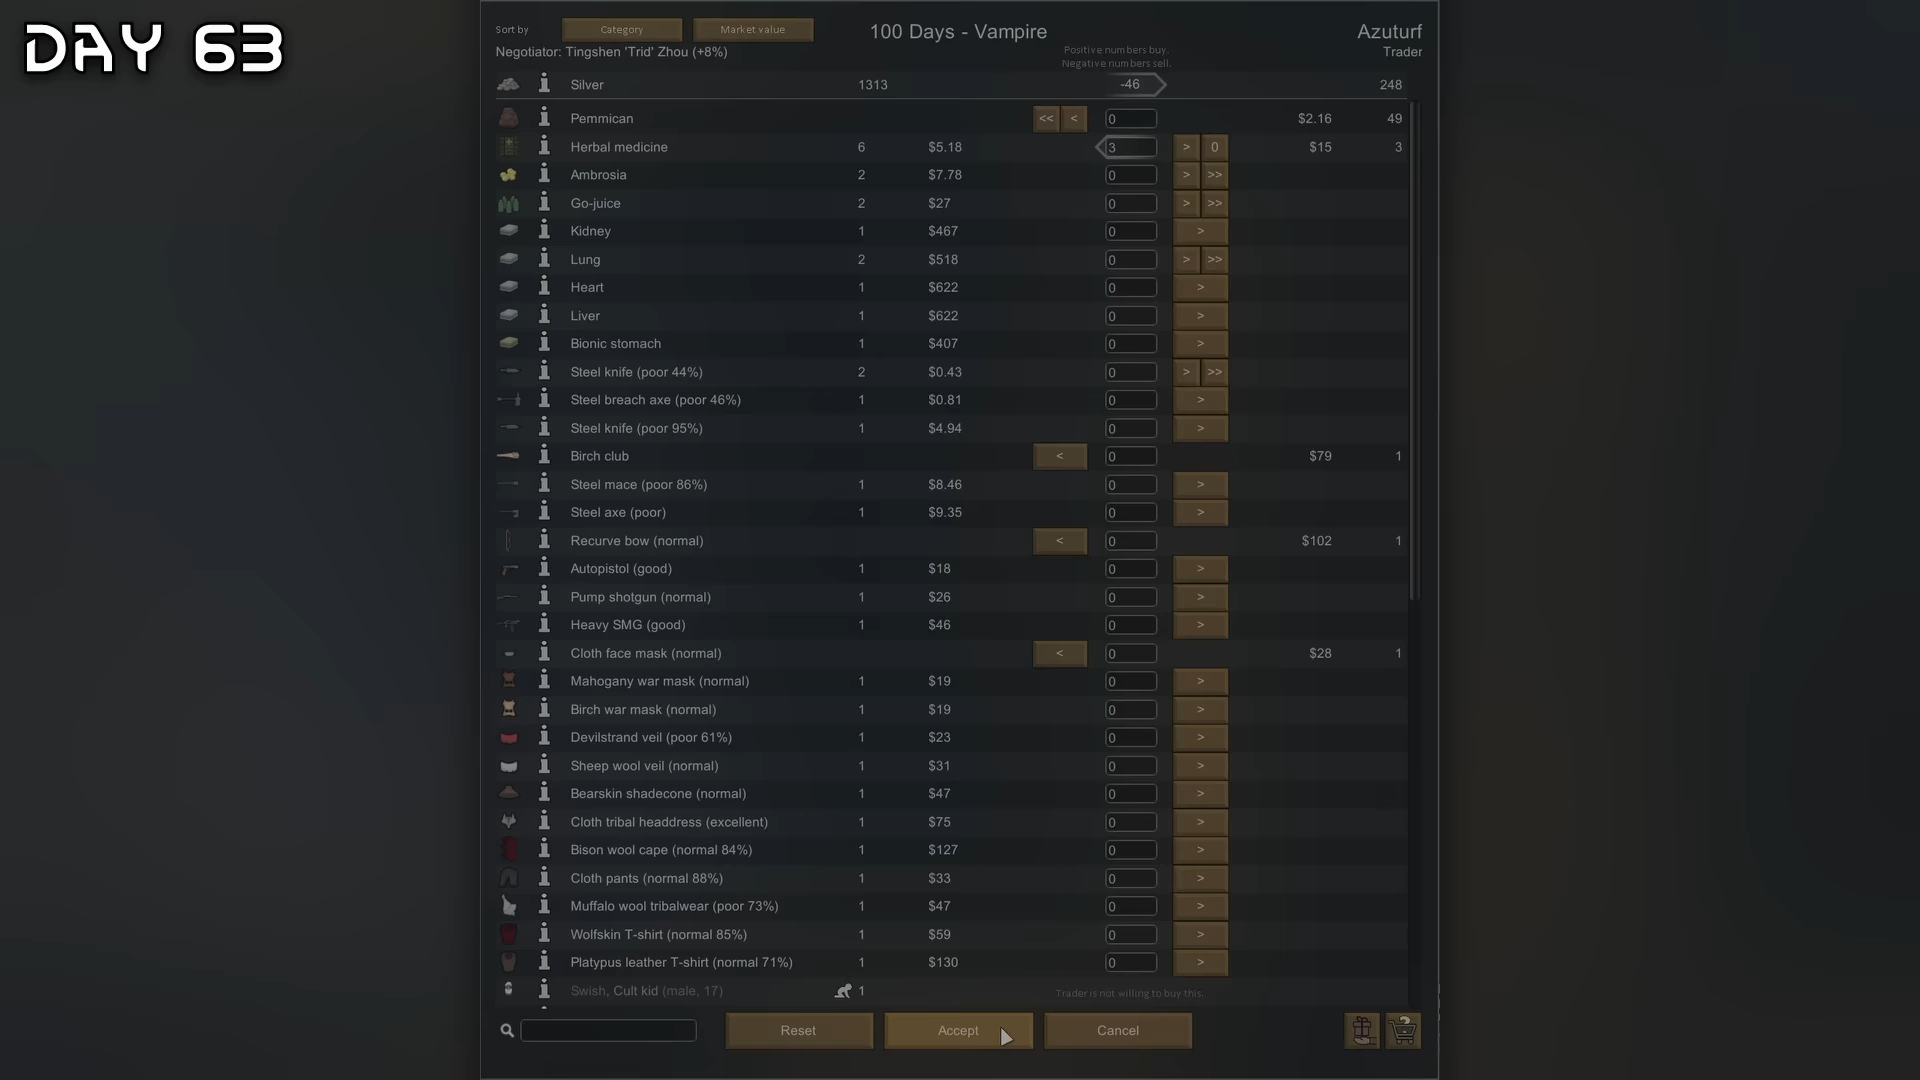 DAY 63
Sort by
Category
Market value
100 Days - Vampire
Azuturf
Negotiator: Tingshen 'Trid' Zhou (+8%)
Positive numbers buy.
Negative numbers sell.
Trader
Silver 1313 -46 248
Pemmican << < 0 $2.16 49
Herbal medicine 6 $5.18 3 > 0 $15 3
Ambrosia 2 $7.78 0 > >>
Go-juice 2 $27 0 > >>
Kidney 1 $467 0 >
Lung 2 $518 0 > >>
Heart 1 $622 0 >
Liver 1 $622 0 >
Bionic stomach 1 $407 0 >
Steel knife (poor 44%) 2 $0.43 0 > >>
Steel breach axe (poor 46%) 1 $0.81 0 >
Steel knife (poor 95%) 1 $4.94 0 >
Birch club < 0 $79 1
Steel mace (poor 86%) 1 $8.46 0 >
Steel axe (poor) 1 $9.35 0 >
Recurve bow (normal) < 0 $102 1
Autopistol (good) 1 $18 0 >
Pump shotgun (normal) 1 $26 0 >
Heavy SMG (good) 1 $46 0 >
Cloth face mask (normal) < 0 $28 1
Mahogany war mask (normal) 1 $19 0 >
Birch war mask (normal) 1 $19 0 >
Devilstrand veil (poor 61%) 1 $23 0 >
Sheep wool veil (normal) 1 $31 0 >
Bearskin shadecone (normal) 1 $47 0 >
Cloth tribal headdress (excellent) 1 $75 0 >
Bison wool cape (normal 84%) 1 $127 0 >
Cloth pants (normal 88%) 1 $33 0 >
Muffalo wool tribalwear (poor 73%) 1 $47 0 >
Wolfskin T-shirt (normal 85%) 1 $59 0 >
Platypus leather T-shirt (normal 71%) 1 $130 0 >
Swish, Cult kid (male, 17) 1 Trader is not willing to buy this.
Reset
Accept
Cancel